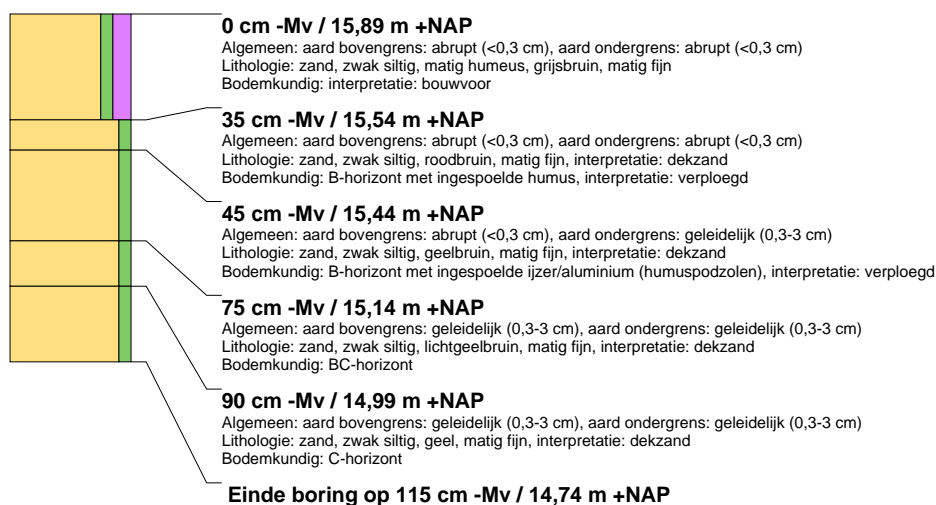 0 cm -Mv / 15,89 m +NAP
Algemeen: aard bovengrens: abrupt (<0,3 cm), aard ondergrens: abrupt (<0,3 cm)
Lithologie: zand, zwak siltig, matig humeus, grijsbruin, matig fijn
Bodemkundig: interpretatie: bouwvoor
35 cm -Mv / 15,54 m +NAP
Algemeen: aard bovengrens: abrupt (<0,3 cm), aard ondergrens: abrupt (<0,3 cm)
Lithologie: zand, zwak siltig, roodbruin, matig fijn, interpretatie: dekzand
Bodemkundig: B-horizont met ingespoelde humus, interpretatie: verploegd
45 cm -Mv / 15,44 m +NAP
Algemeen: aard bovengrens: abrupt (<0,3 cm), aard ondergrens: geleidelijk (0,3-3 cm)
Lithologie: zand, zwak siltig, geelbruin, matig fijn, interpretatie: dekzand
Bodemkundig: B-horizont met ingespoelde ijzer/aluminium (humuspodzolen), interpretatie: verploegd
75 cm -Mv / 15,14 m +NAP
Algemeen: aard bovengrens: geleidelijk (0,3-3 cm), aard ondergrens: geleidelijk (0,3-3 cm)
Lithologie: zand, zwak siltig, lichtgeelbruin, matig fijn, interpretatie: dekzand
Bodemkundig: BC-horizont
90 cm -Mv / 14,99 m +NAP
Algemeen: aard bovengrens: geleidelijk (0,3-3 cm), aard ondergrens: geleidelijk (0,3-3 cm)
Lithologie: zand, zwak siltig, geel, matig fijn, interpretatie: dekzand
Bodemkundig: C-horizont
Einde boring op 115 cm -Mv / 14,74 m +NAP